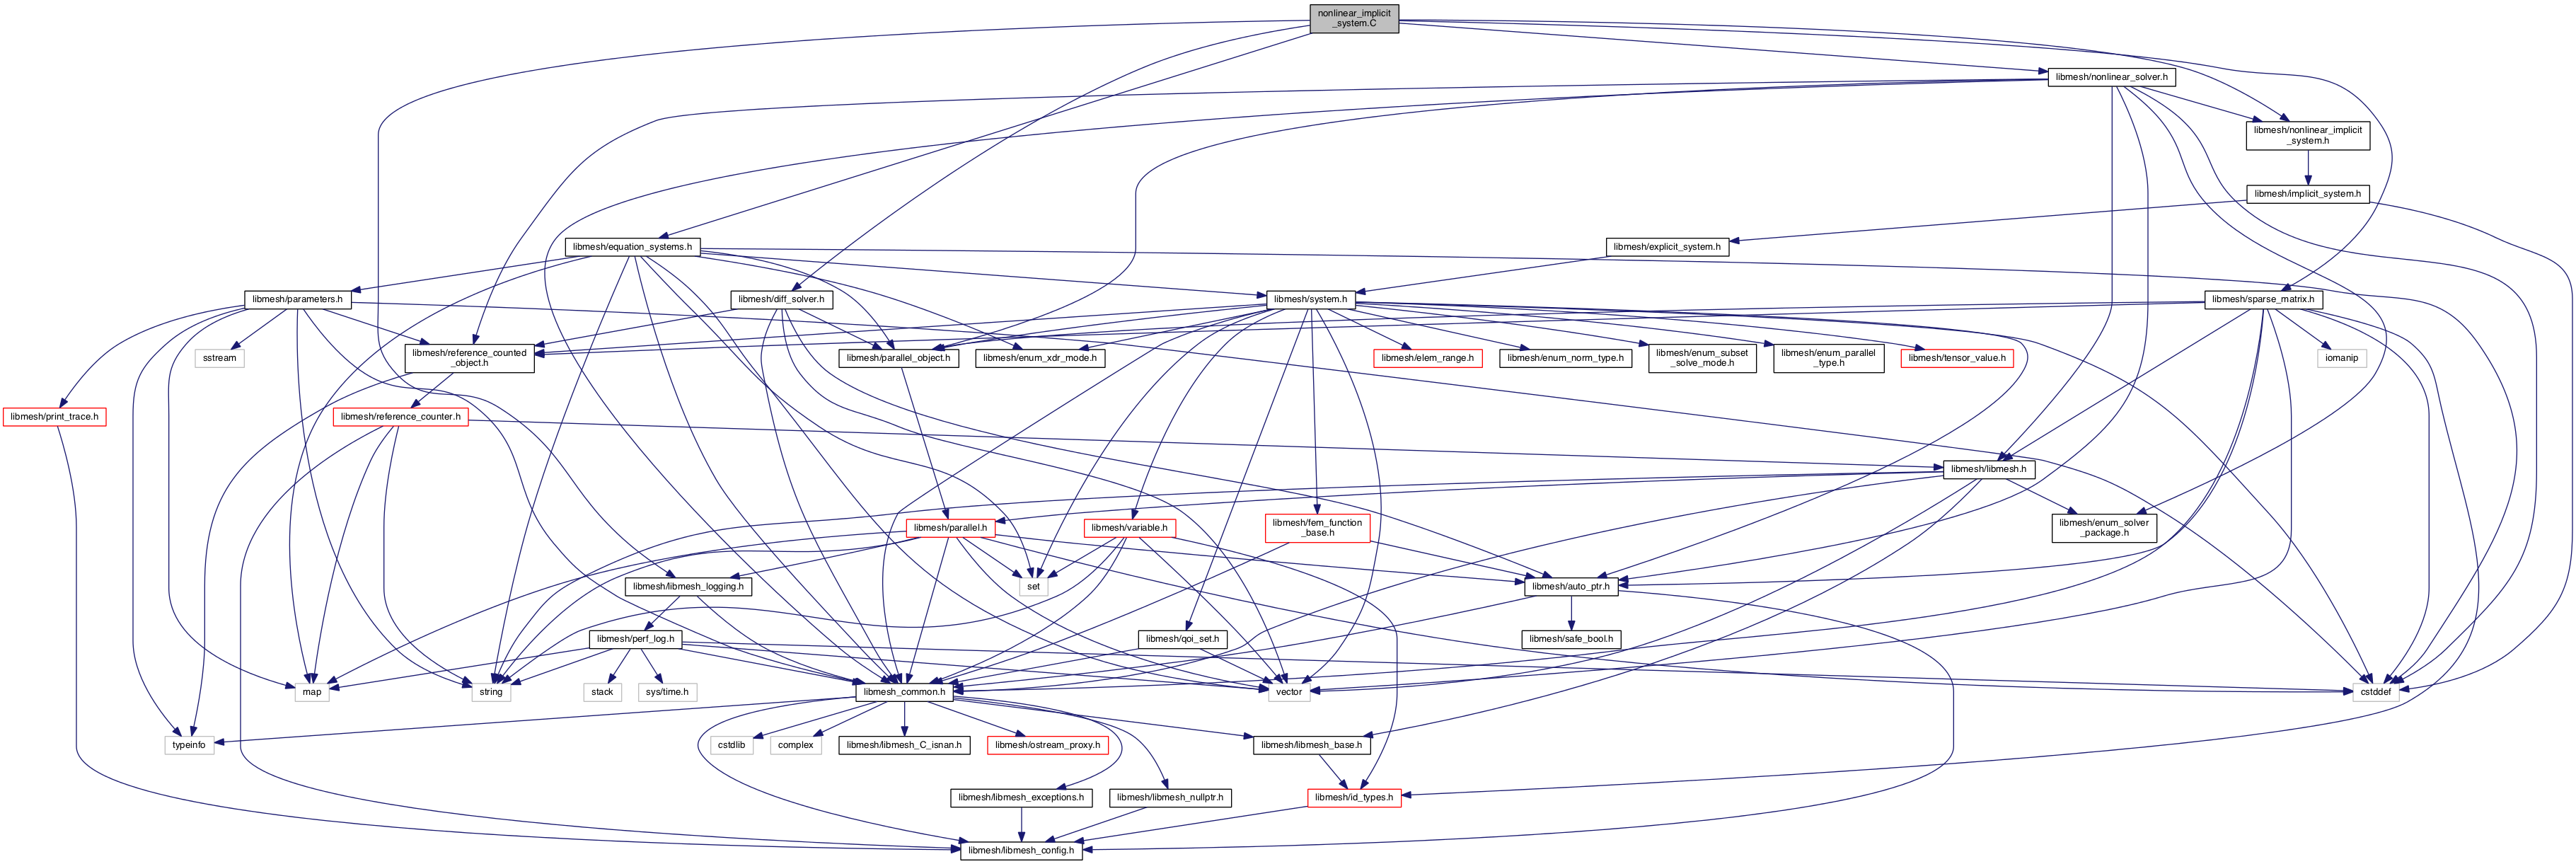 nonlinear_implicit
_system.C
libmesh/nonlinear_solver.h
libmesh/nonlinear_implicit
_system.h
libmesh/implicit_system.h
libmesh/equation_systems.h
libmesh/explicit_system.h
libmesh/parameters.h
libmesh/diff_solver.h
libmesh/system.h
libmesh/sparse_matrix.h
sstream
libmesh/reference_counted
_object.h
libmesh/parallel_object.h
libmesh/enum_xdr_mode.h
libmesh/elem_range.h
libmesh/enum_norm_type.h
libmesh/enum_subset
_solve_mode.h
libmesh/enum_parallel
_type.h
libmesh/tensor_value.h
iomanip
libmesh/print_trace.h
libmesh/reference_counter.h
libmesh/libmesh.h
libmesh/parallel.h
libmesh/variable.h
libmesh/fem_function
_base.h
libmesh/enum_solver
_package.h
libmesh/libmesh_logging.h
set
libmesh/auto_ptr.h
libmesh/perf_log.h
libmesh/qoi_set.h
libmesh/safe_bool.h
map
string
stack
sys/time.h
libmesh_common.h
vector
cstddef
typeinfo
cstdlib
complex
libmesh/libmesh_C_isnan.h
libmesh/ostream_proxy.h
libmesh/libmesh_base.h
libmesh/libmesh_exceptions.h
libmesh/libmesh_nullptr.h
libmesh/id_types.h
libmesh/libmesh_config.h